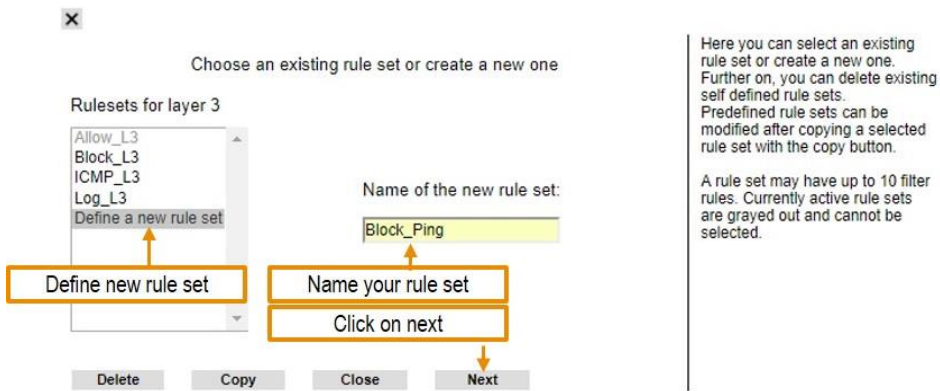 Choose an existing rule set or create a new one
Rulesets for layer 3
Allow_L3
Block_L3
ICMP_L3
Log_L3
Define a new rule set
Name of the new rule set:
Block_Ping
Define new rule set
Name your rule set
Click on next
Delete
Copy
Close
Next
Here you can select an existing
rule set or create a new one.
Further on, you can delete existing
self defined rule sets.
Predefined rule sets can be
modified after copying a selected
rule set with the copy button.
A rule set may have up to 10 filter
rules. Currently active rule sets
are grayed out and cannot be
selected.